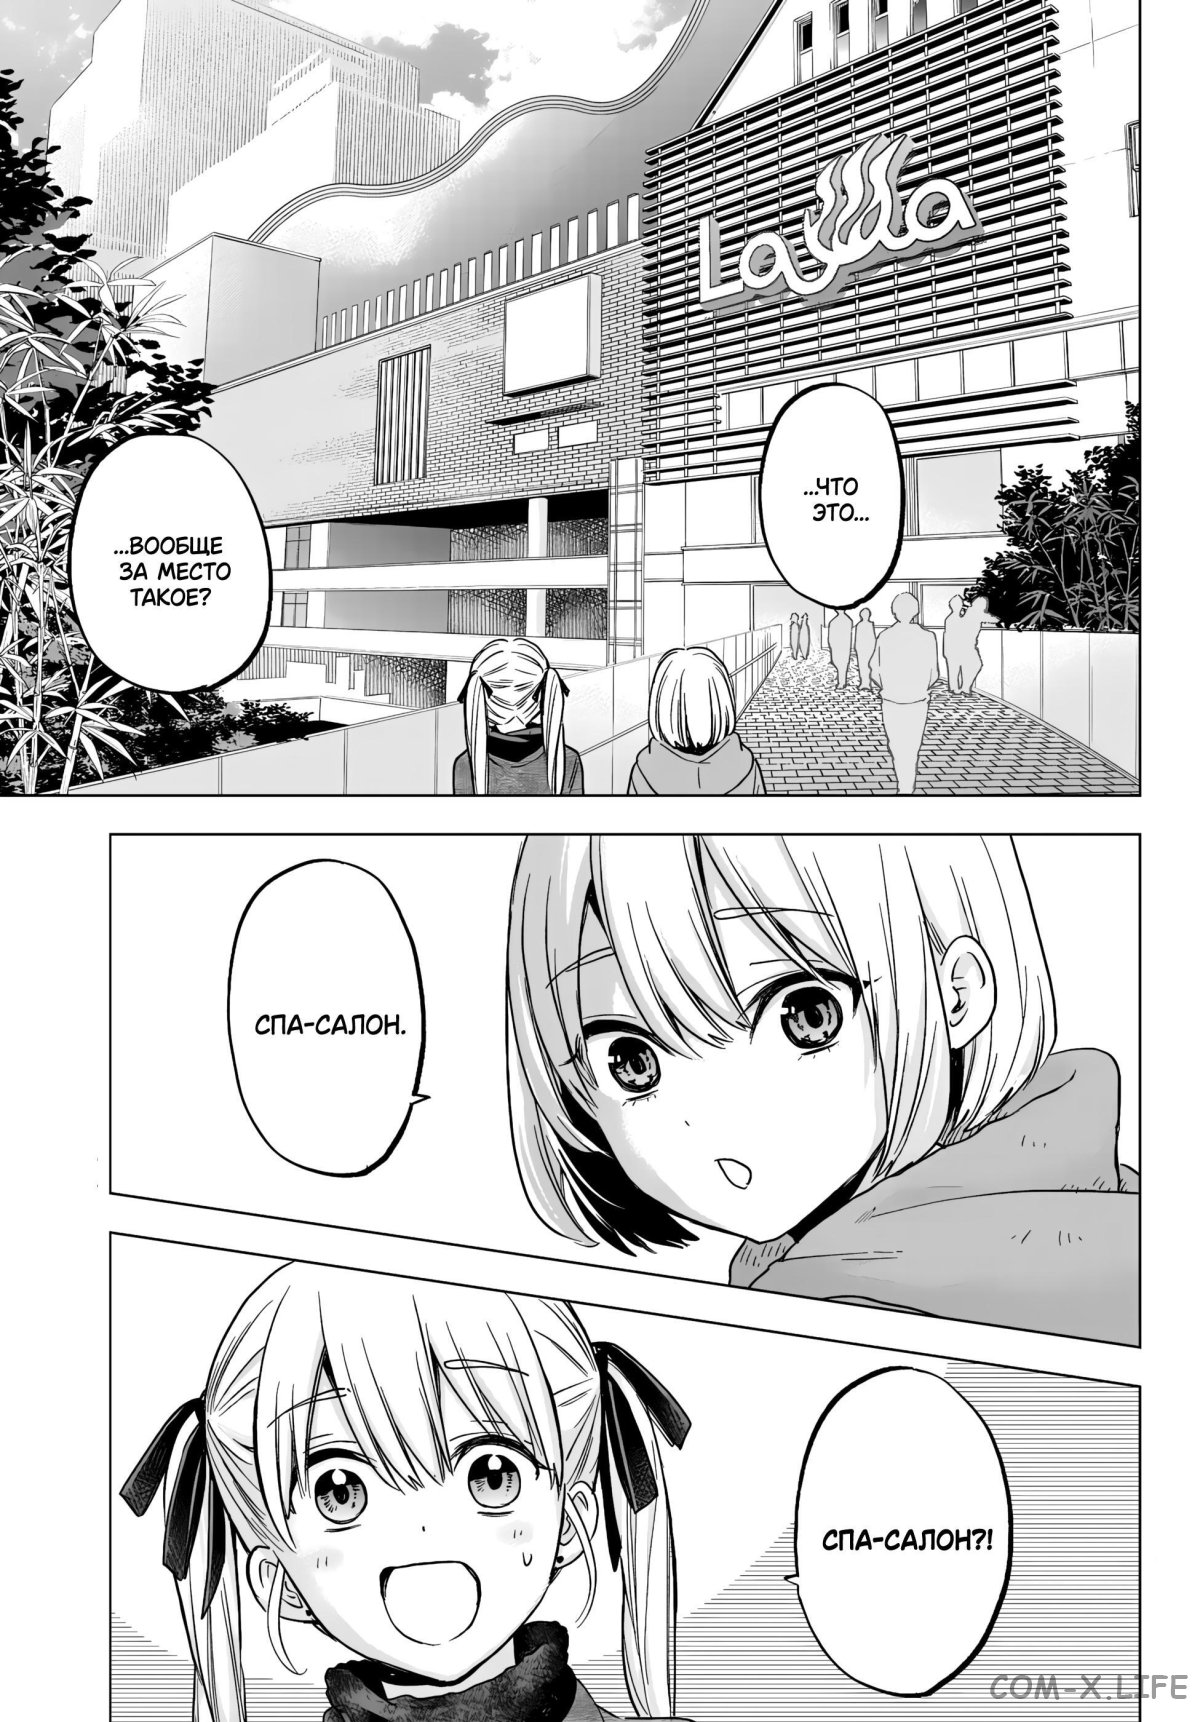 LaQua
...ЧТО
ЭТО...
...ВООБЩЕ
ЗА МЕСТО
ТАКОЕ?
СПА-САЛОН.
СПА-САЛОН?!
COM-X.LIFE